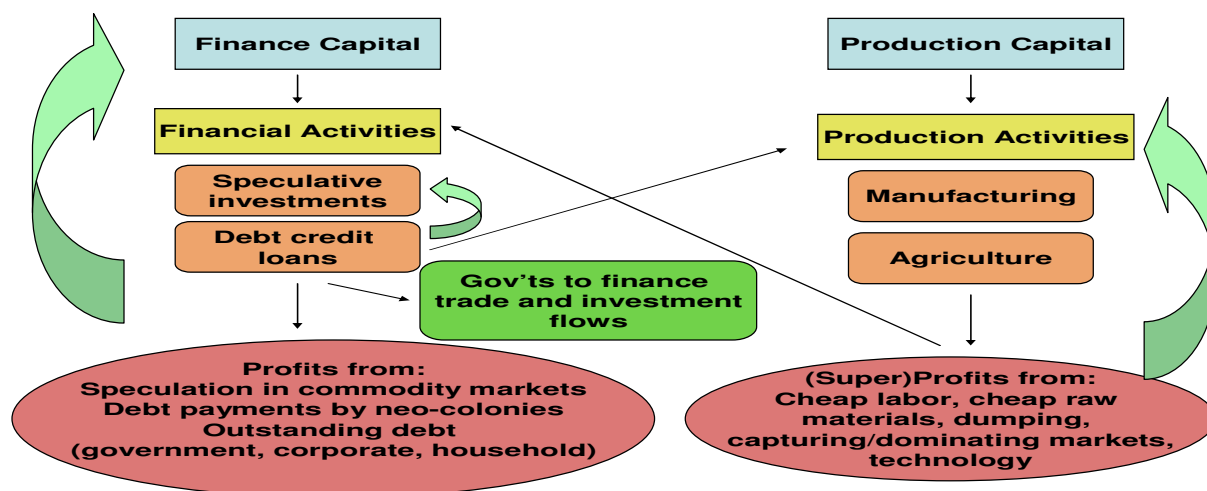 Finance Capital
Financial Activities
Speculative
investments
Debt credit
loans
Gov'ts to finance
trade and investment
flows
Profits from:
Speculation in commodity markets
Debt payments by neo-colonies
Outstanding debt
(government, corporate, household)
Production Capital
Production Activities
Manufacturing
Agriculture
(Super)Profits from:
Cheap labor, cheap raw
materials, dumping,
capturing/dominating markets,
technology